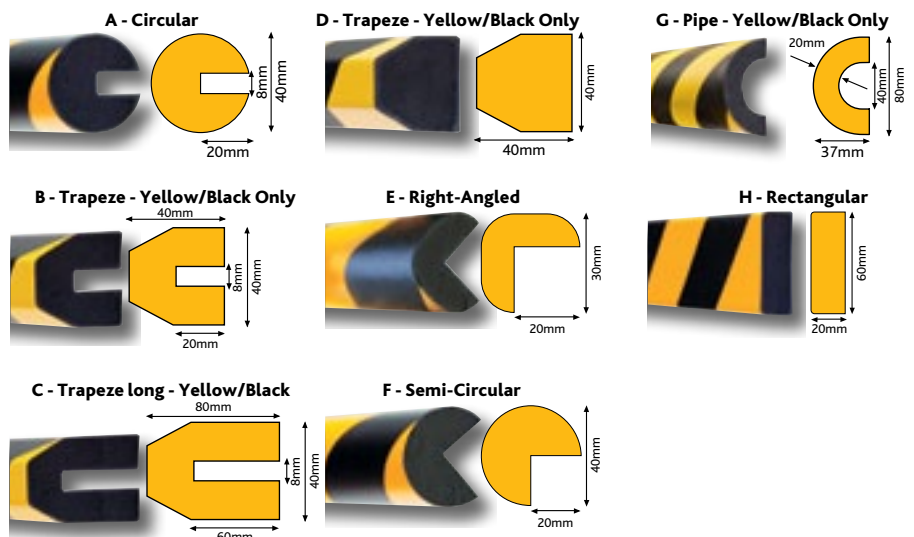 A - Circular
8mm
40mm
20mm
D - Trapeze - Yellow/Black Only
40mm
40mm
G - Pipe - Yellow/Black Only
20mm
40mm
80mm
37mm
B - Trapeze - Yellow/Black Only
40mm
8mm
40mm
20mm
E - Right-Angled
30mm
20mm
H - Rectangular
60mm
20mm
C - Trapeze long - Yellow/Black
80mm
8mm
40mm
60mm
F - Semi-Circular
40mm
20mm